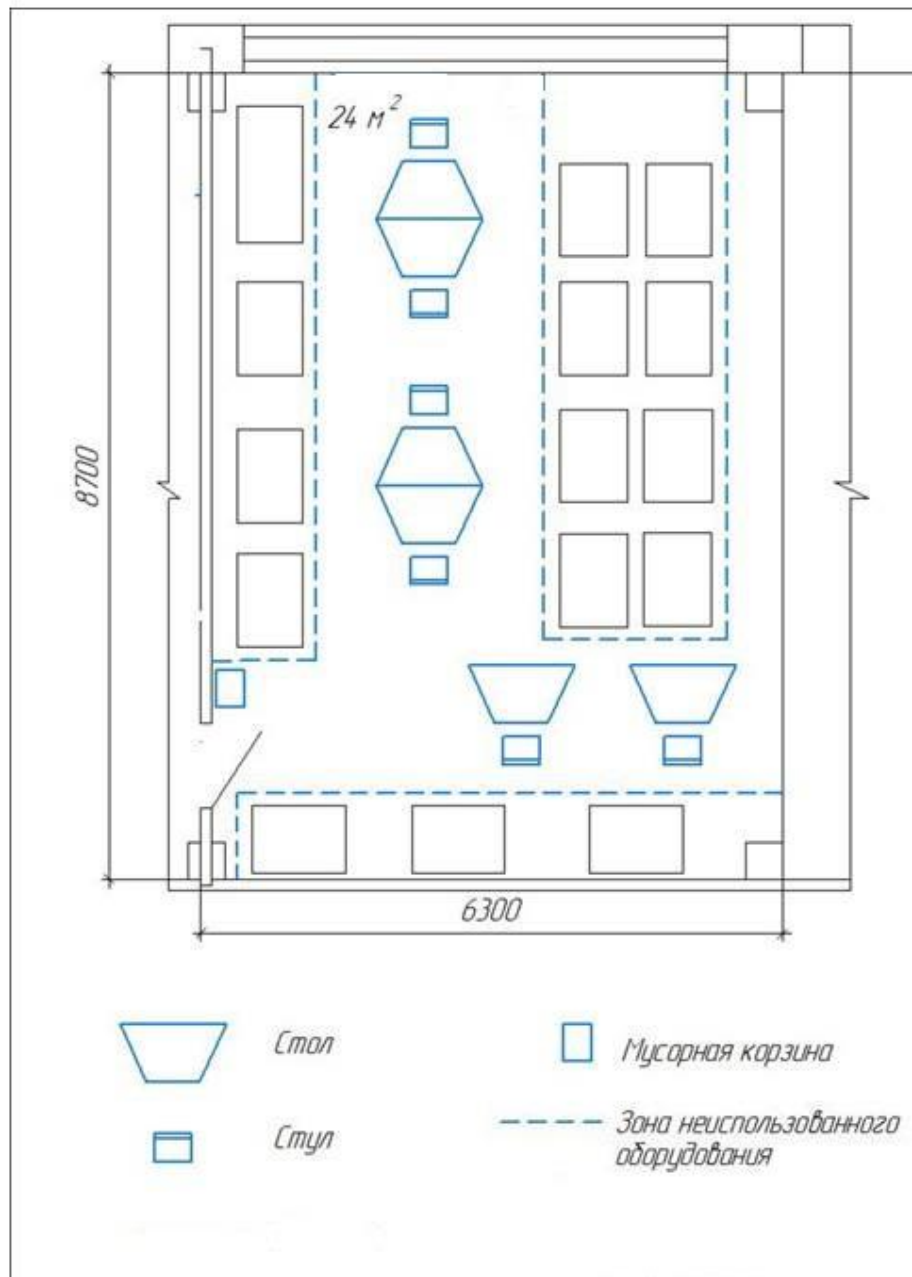 24 м²
8700
6300
Стол
Мусорная корзина
Стул
Зона неиспользованного
оборудования